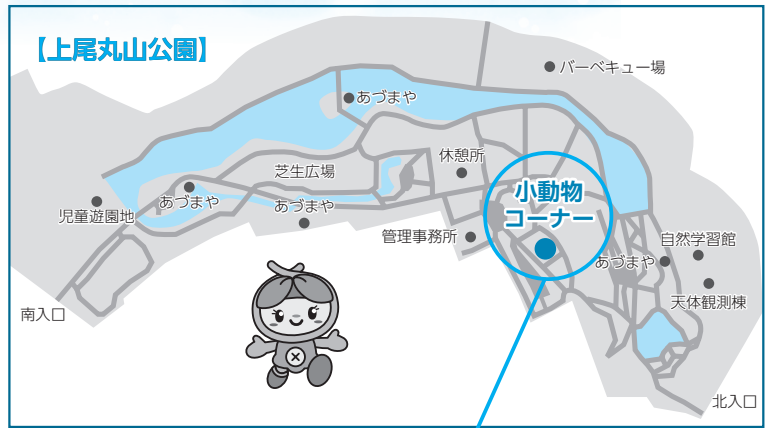 【上尾丸山公園】
バーベキュー場
あづまや
休憩所
芝生広場
あづまや
児童遊園地
あづまや
小動物
コーナー
管理事務所
自然学習館
あづまや
天体観測棟
南入口
北入口